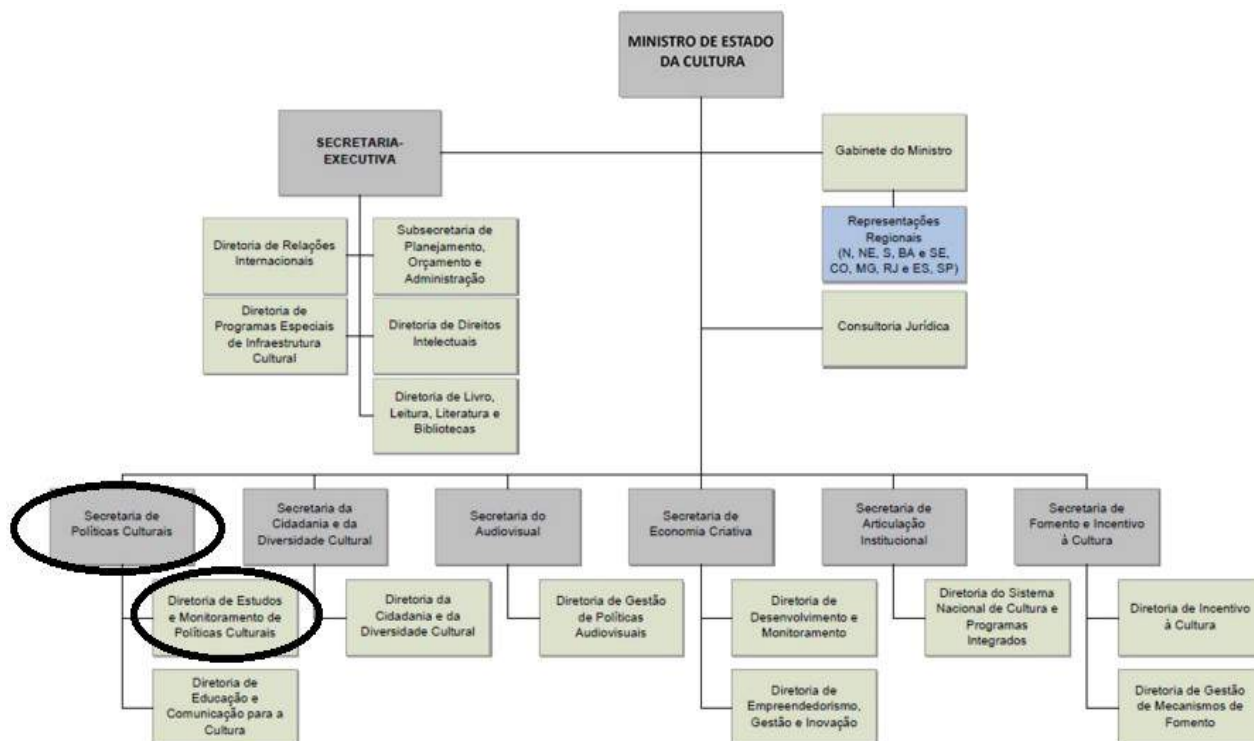 MINISTRO DE ESTADO
DA CULTURA
SECRETARIA-
EXECUTIVA
Gabinete do Ministro
Representações
Regionais
(N, NE, S, BA e SE,
CO, MG, RJ e ES, SP)
Consultoria Jurídica
Diretoria de Relações
Internacionais
Subsecretaria de
Planejamento,
Orçamento e
Administração
Diretoria de
Programas Especiais
de Infraestrutura
Cultural
Diretoria de Direitos
Intelectuais
Diretoria de Livro,
Leitura, Literatura e
Bibliotecas
Secretaria de
Políticas Culturais
Secretaria da
Cidadania e da
Diversidade Cultural
Secretaria do
Audiovisual
Secretaria de
Economia Criativa
Secretaria de
Articulação
Institucional
Secretaria de
Fomento e Incentivo
à Cultura
Diretoria de Estudos
e Monitoramento de
Políticas Culturais
Diretoria da
Cidadania e da
Diversidade Cultural
Diretoria de Gestão
de Políticas
Audiovisuais
Diretoria de
Desenvolvimento e
Monitoramento
Diretoria do Sistema
Nacional de Cultura e
Programas
Integrados
Diretoria de Incentivo
à Cultura
Diretoria de
Educação e
Comunicação para a
Cultura
Diretoria de
Empreendedorismo,
Gestão e Inovação
Diretoria de Gestão
de Mecanismos de
Fomento